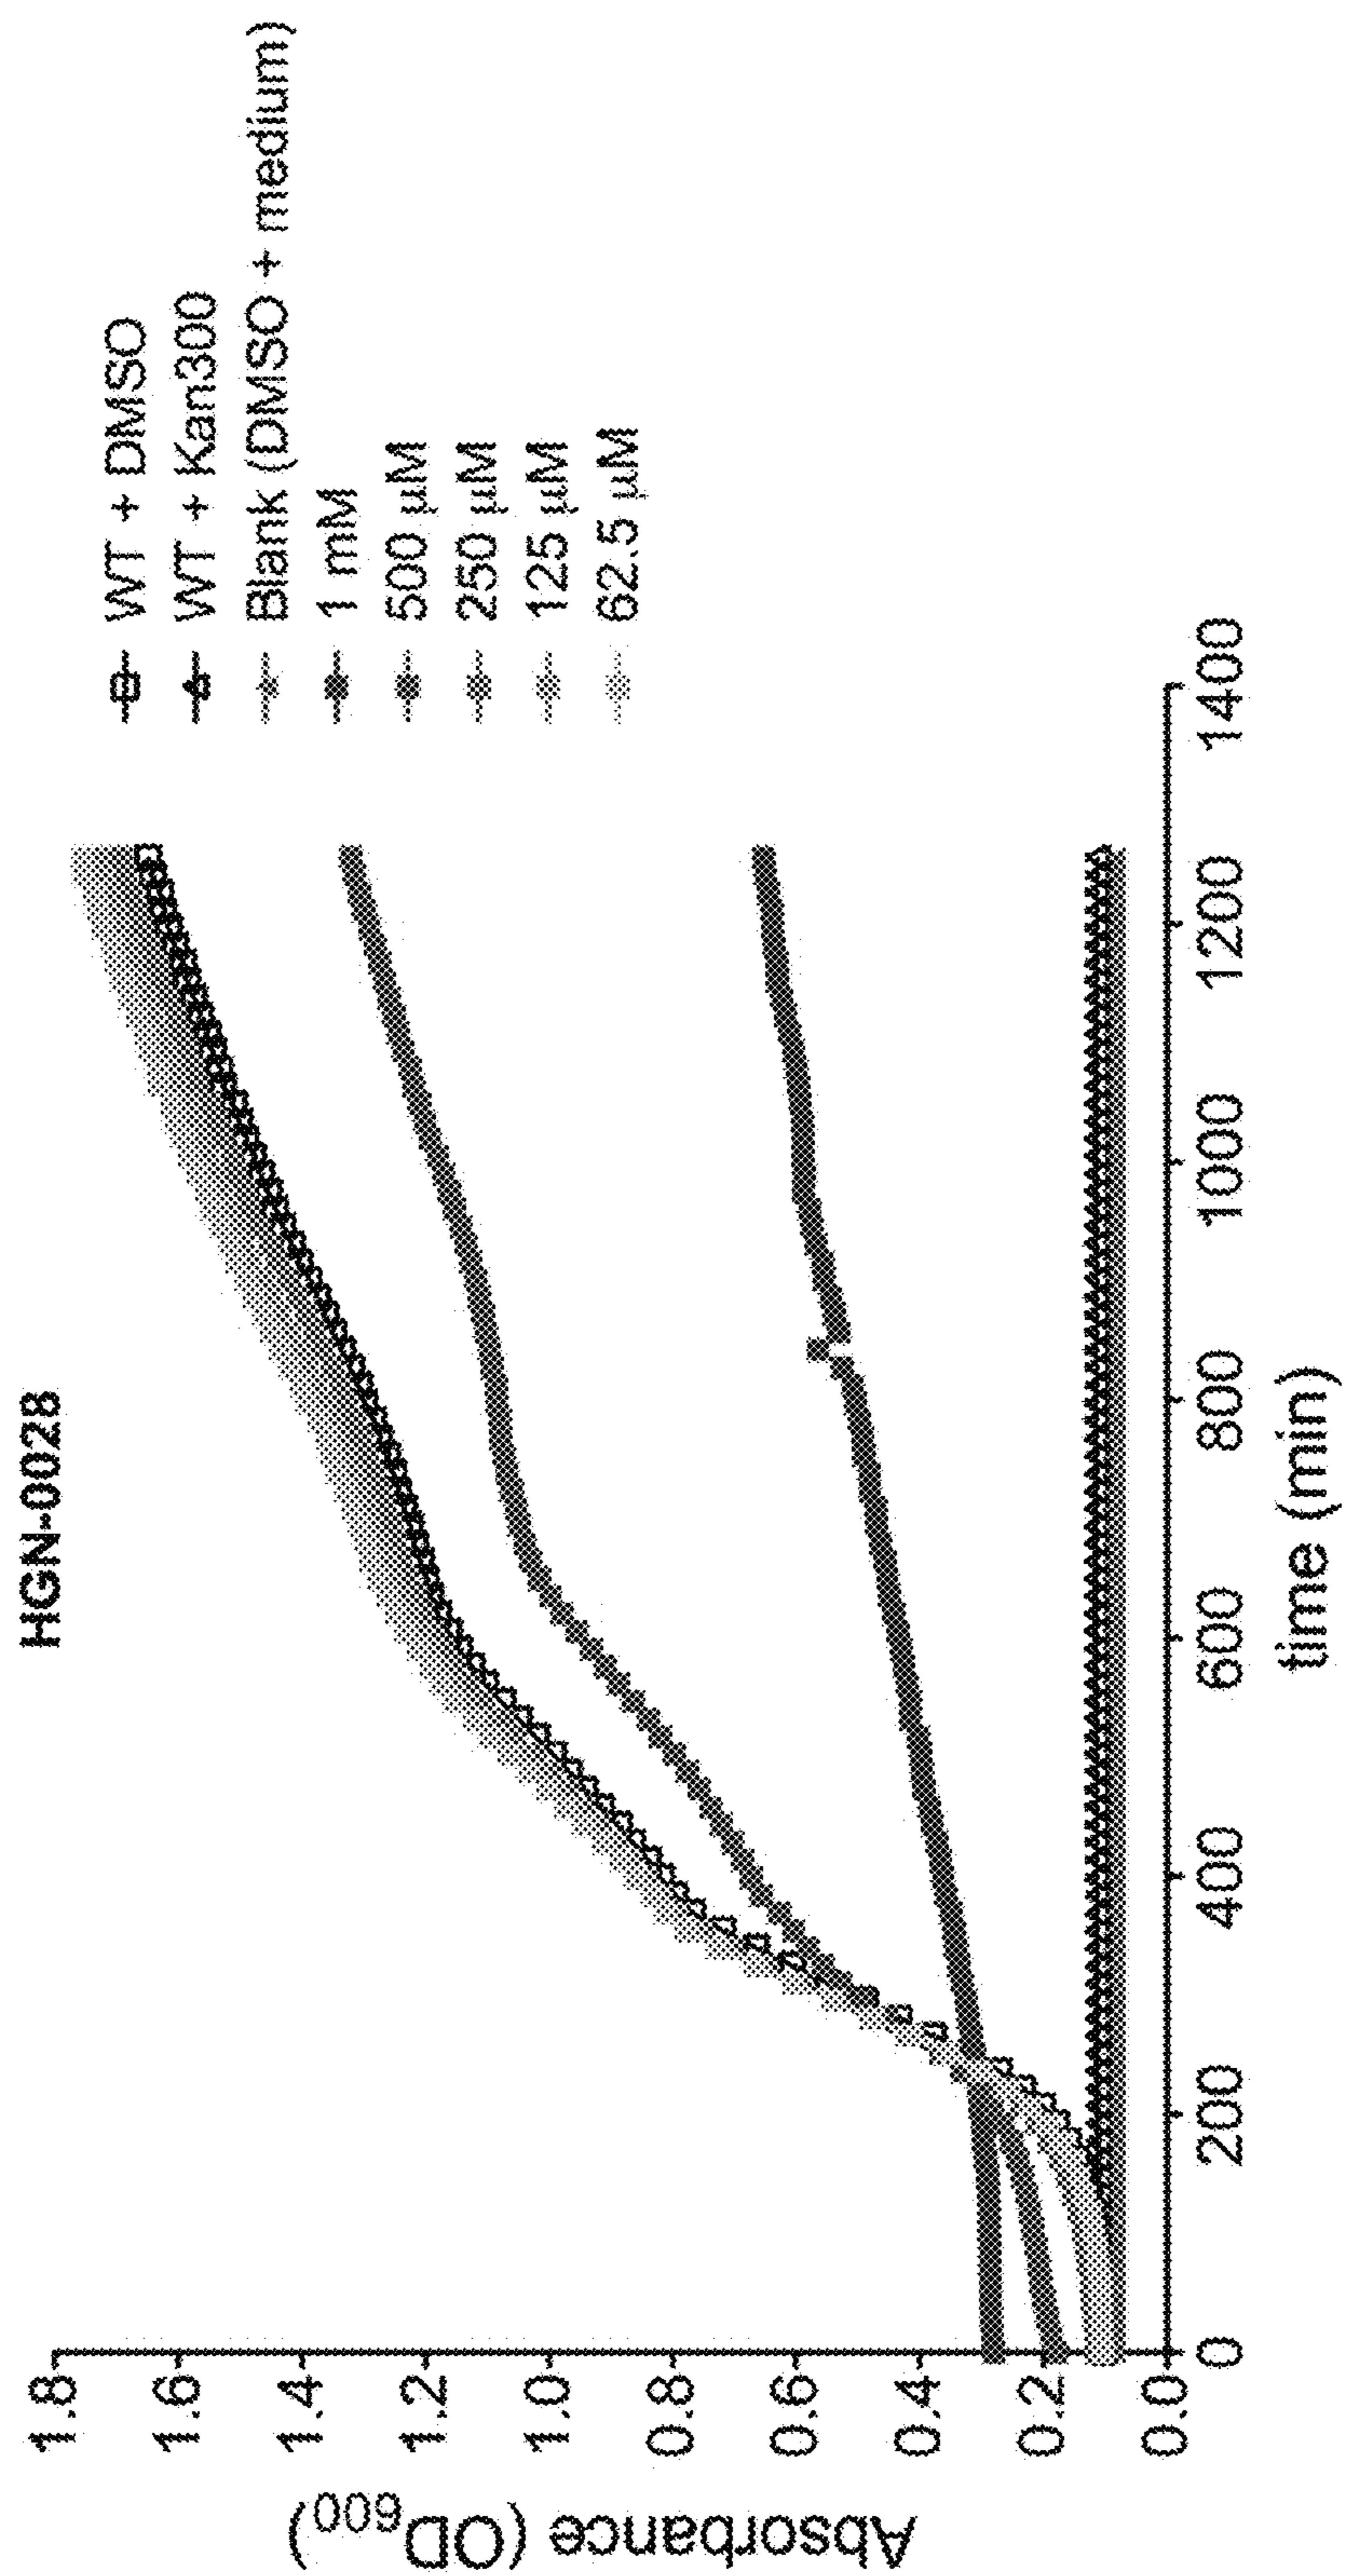 HGN-0028
Absorbance (OD600)
1.8
1.6
1.4
1.2
1.0
0.8
0.6
0.4
0.2
0.0
0 200 400 600 800 1000 1200 1400
time (min)
WT + DMSO
WT + Kan300
Blank (DMSO + medium)
1 mM
500 µM
250 µM
125 µM
62.5 µM